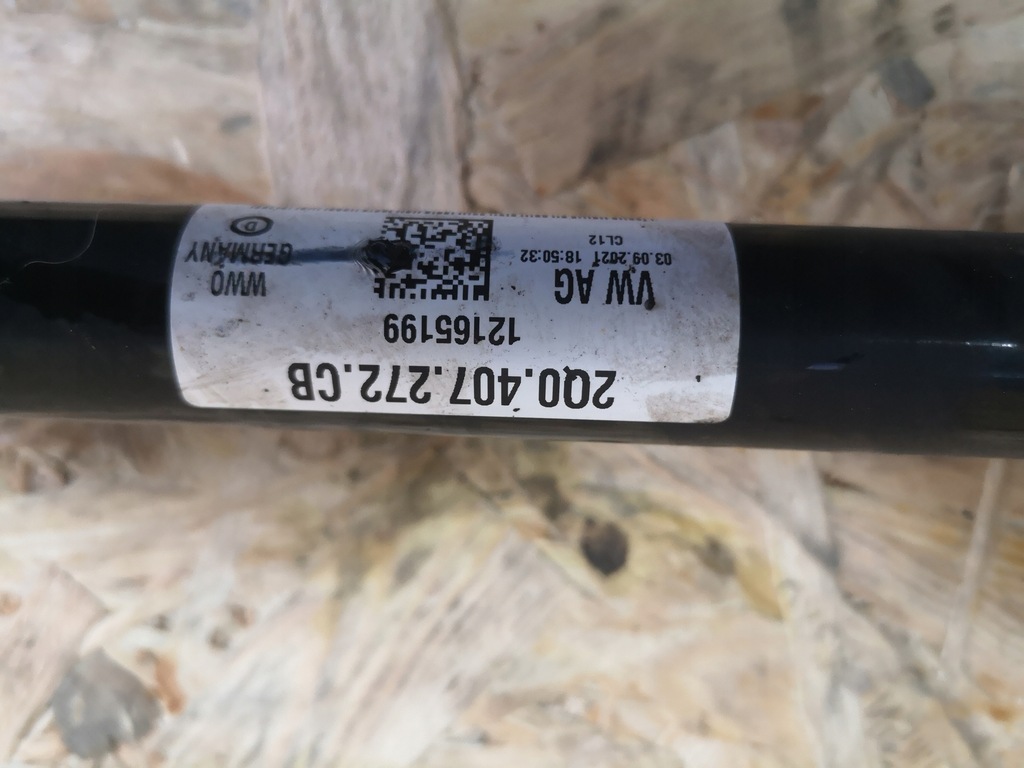 2Q0.407.272.CB
12165199
VW AG
03.09.2021 18:50:32
CL12
WWO
GERMANY
D